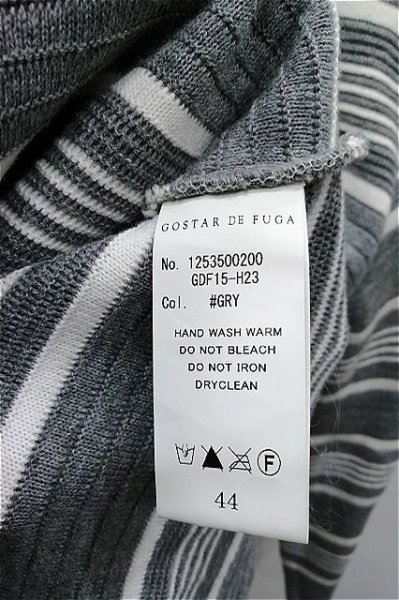 GOSTAR DE FUGA
No. 1253500200
GDF15-H23
Col. #GRY
HAND WASH WARM
DO NOT BLEACH
DO NOT IRON
DRYCLEAN
F
44